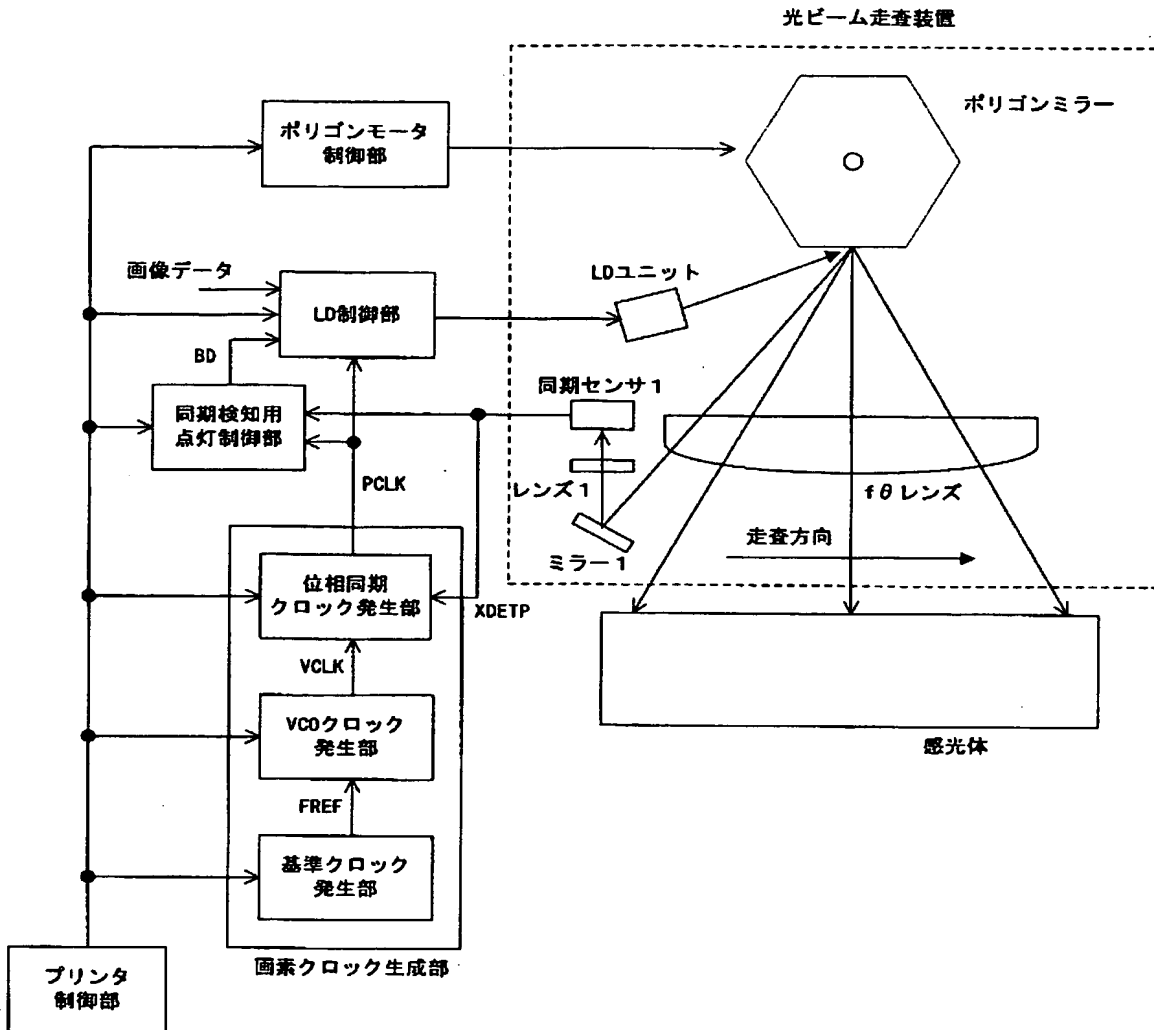 光ビーム走査装置
ポリゴンミラー
ポリゴンモータ
制御部
画像データ
LD制御部
LDユニット
BD
同期センサ1
同期検知用
点灯制御部
PCLK
レンズ1
fθレンズ
ミラー1
走査方向
位相同期
クロック発生部
XDETP
VCLK
VCOクロック
発生部
感光体
FREF
基準クロック
発生部
画素クロック生成部
プリンタ
制御部